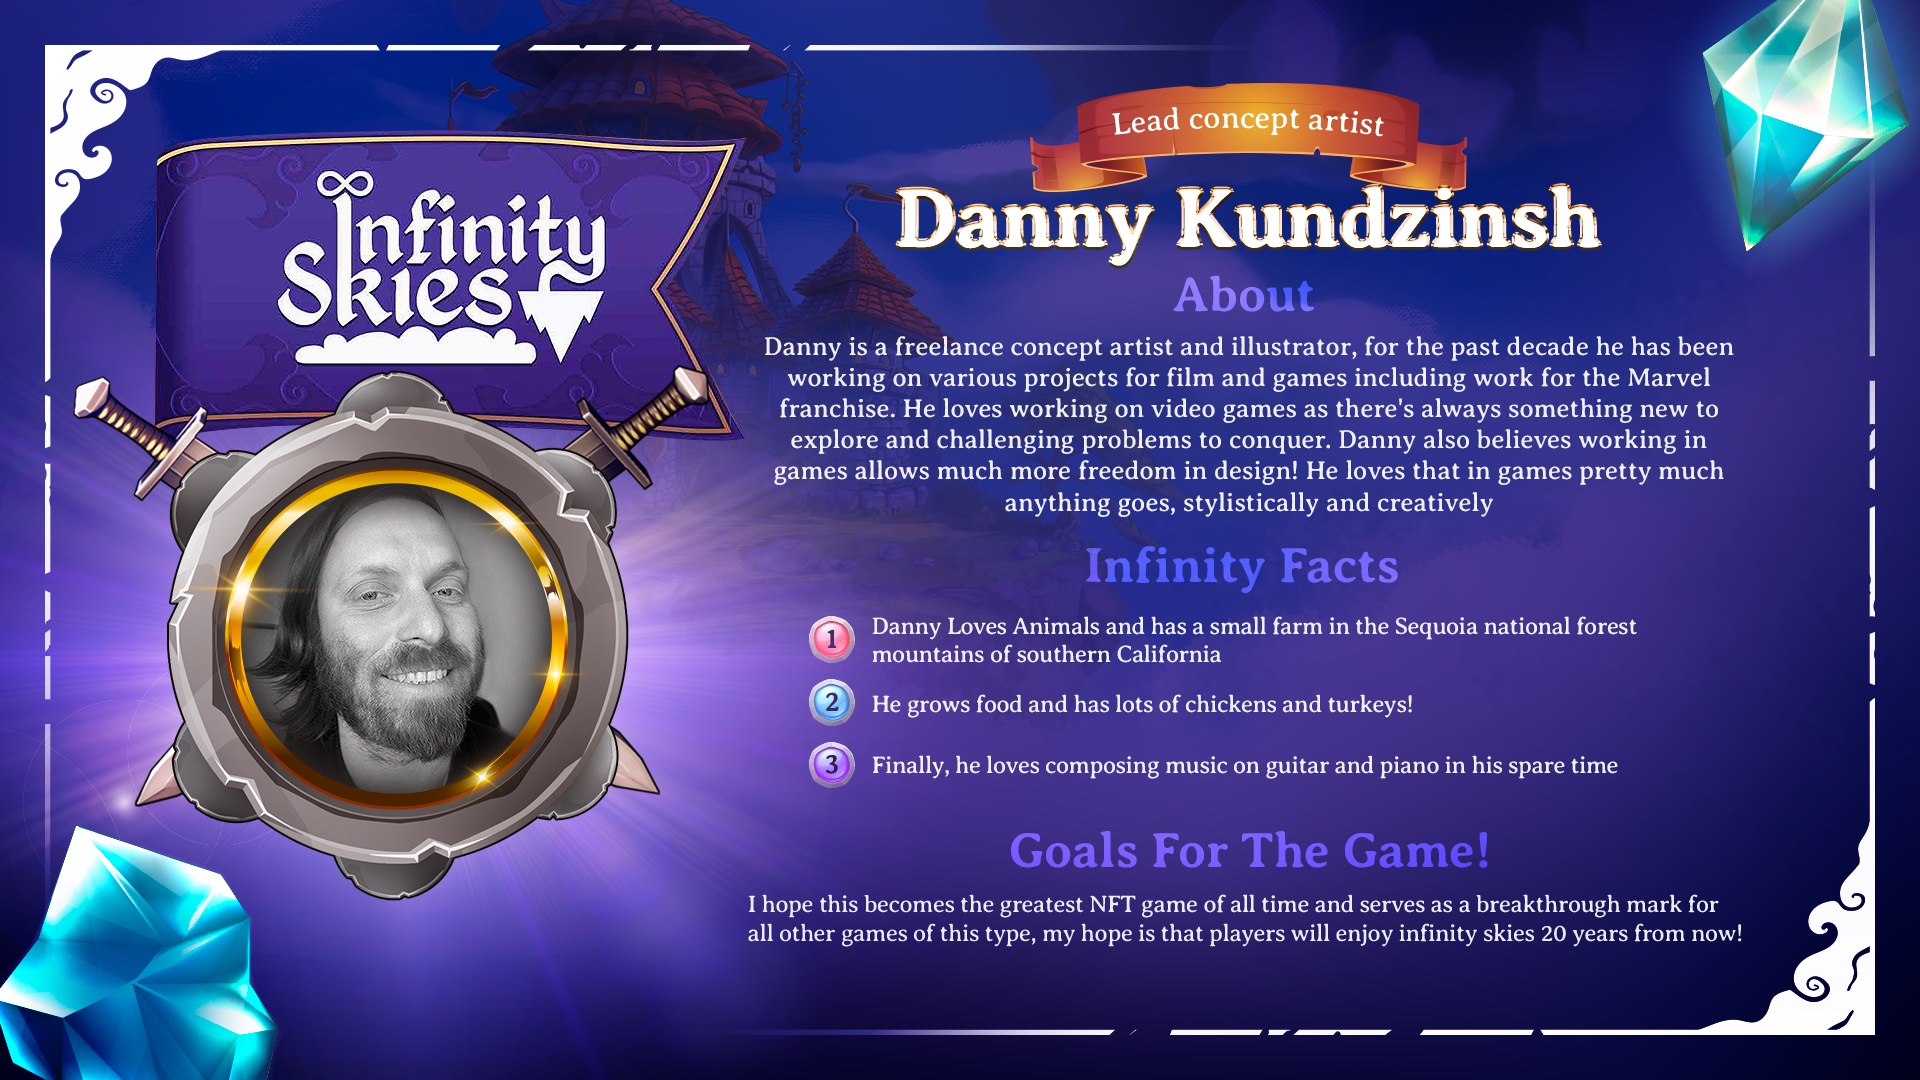 Infinity
Skies
Lead concept artist
Danny Kundzinsh
About
Danny is a freelance concept artist and illustrator, for the past decade he has been
working on various projects for film and games including work for the Marvel
franchise. He loves working on video games as there's always something new to
explore and challenging problems to conquer. Danny also believes working in
games allows much more freedom in design! He loves that in games pretty much
anything goes, stylistically and creatively
Infinity Facts
1 Danny Loves Animals and has a small farm in the Sequoia national forest
mountains of southern California
2 He grows food and has lots of chickens and turkeys!
3 Finally, he loves composing music on guitar and piano in his spare time
Goals For The Game!
I hope this becomes the greatest NFT game of all time and serves as a breakthrough mark for
all other games of this type, my hope is that players will enjoy infinity skies 20 years from now!